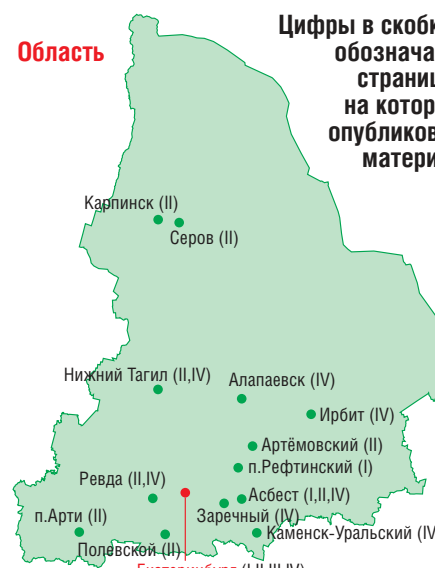 Область
Цифры в
обознача
страниц
на котор
опубликов
матери
Карпинск (II)
Серов (II)
Нижний Тагил (II,IV)
Алапаевск (IV)
Ирбит (IV)
Артёмовский (II)
п.Рефтинский (I)
Ревда (II,IV)
Асбест (I,II,IV)
п.Арти (II)
Заречный (IV)
Каменск-Уральский (IV
Полевской (II)